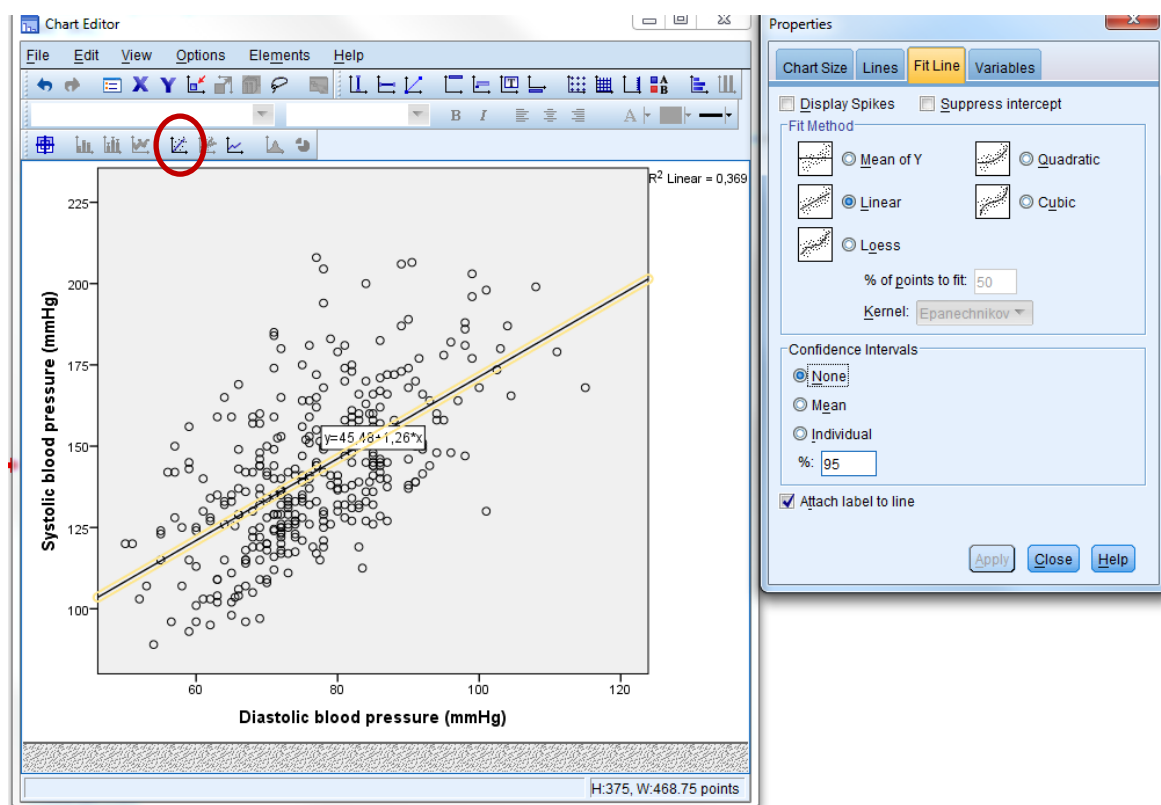 Chart Editor
File Edit View Options Elements Help
X Y
B I A
R² Linear = 0,369
225
200
175
150
125
100
y=45,48+1,26*x
Systolic blood pressure (mmHg)
60 80 100 120
Diastolic blood pressure (mmHg)
H:375, W:468.75 points
Properties
Chart Size Lines Fit Line Variables
Display Spikes Suppress intercept
Fit Method
Mean of Y Quadratic
Linear Cubic
Loess
% of points to fit: 50
Kernel: Epanechnikov
Confidence Intervals
None
Mean
Individual
%: 95
Attach label to line
Apply Close Help